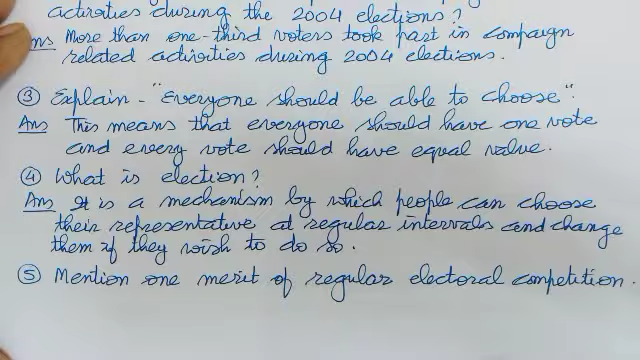 activities during the 2004 elections?
Ans More than one-third voters took part in compaign
related activities during 2004 elections.
③ Explain - "Everyone should be able to choose".
Ans This means that everyone should have one vote
and every vote should have equal value.
④ What is election?
Ans It is a mechanism by which people can choose
their representative at regular intervals and change
them if they wish to do so.
⑤ Mention one merit of regular electoral competition.